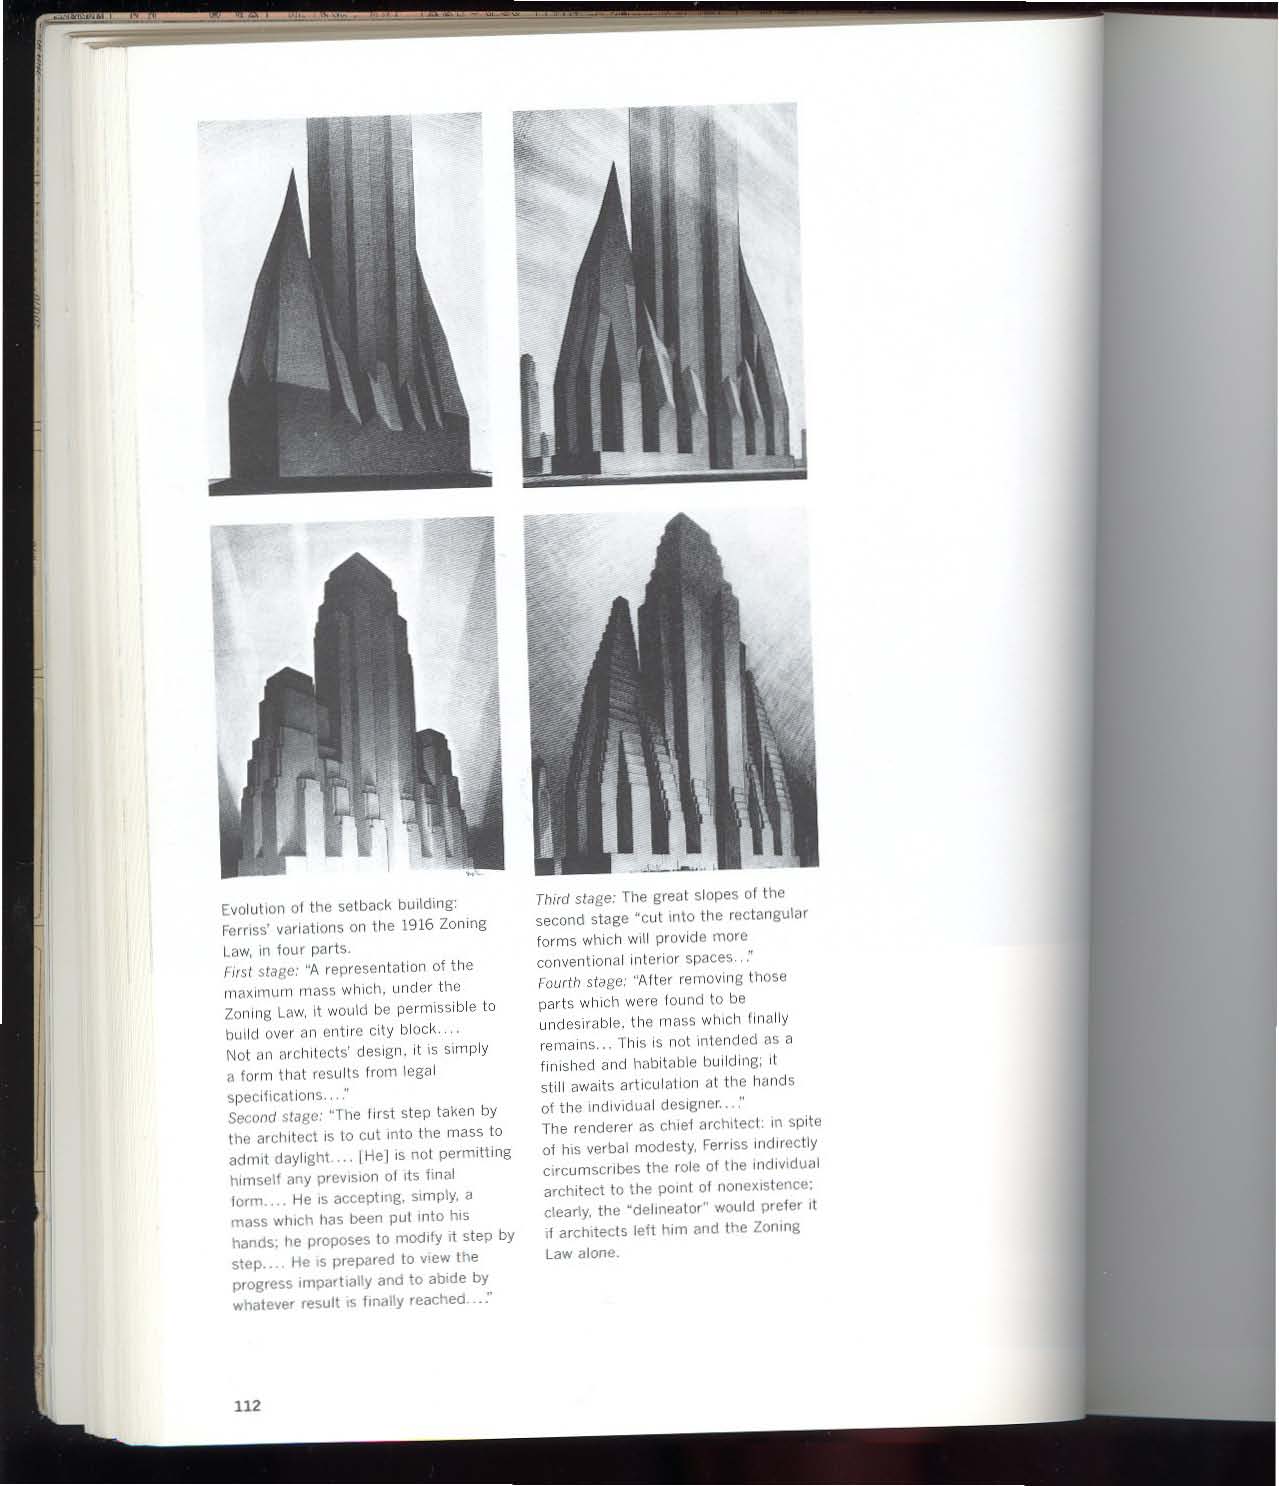 Evolution of the setback building:
Ferriss' variations on the 1916 Zoning
Law, in four parts.
First stage: "A representation of the
maximum mass which, under the
Zoning Law, it would be permissible to
build over an entire city block....
Not an architects' design, it is simply
a form that results from legal
specifications...."
Second stage: "The first step taken by
the architect is to cut into the mass to
admit daylight.... [He] is not permitting
himself any prevision of its final
form.... He is accepting, simply, a
mass which has been put into his
hands; he proposes to modify it step by
step.... He is prepared to view the
progress impartially and to abide by
whatever result is finally reached...."
Third stage: The great slopes of the
second stage "cut into the rectangular
forms which will provide more
conventional interior spaces..."
Fourth stage: "After removing those
parts which were found to be
undesirable, the mass which finally
remains... This is not intended as a
finished and habitable building; it
still awaits articulation at the hands
of the individual designer...."
The renderer as chief architect: in spite
of his verbal modesty, Ferriss indirectly
circumscribes the role of the individual
architect to the point of nonexistence;
clearly, the "delineator" would prefer it
if architects left him and the Zoning
Law alone.
112